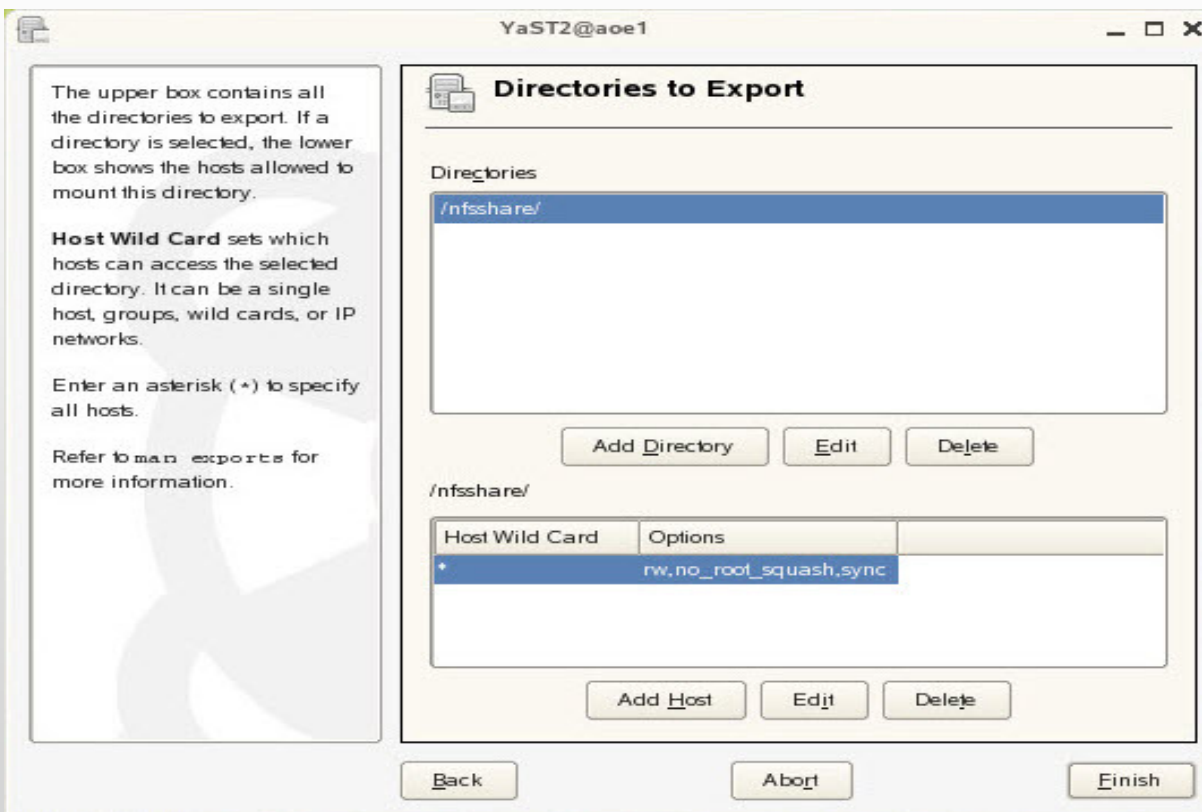 YaST2@aoe1
The upper box contains all
the directories to export. If a
directory is selected, the lower
box shows the hosts allowed to
mount this directory.
Host Wild Card sets which
hosts can access the selected
directory. It can be a single
host, groups, wild cards, or IP
networks.
Enter an asterisk (*) to specify
all hosts.
Refer to man exports for
more information.
Directories to Export
Directories
/nfsshare/
Add Directory Edit Delete
/nfsshare/
Host Wild Card Options
* rw,no_root_squash,sync
Add Host Edit Delete
Back Abort Finish